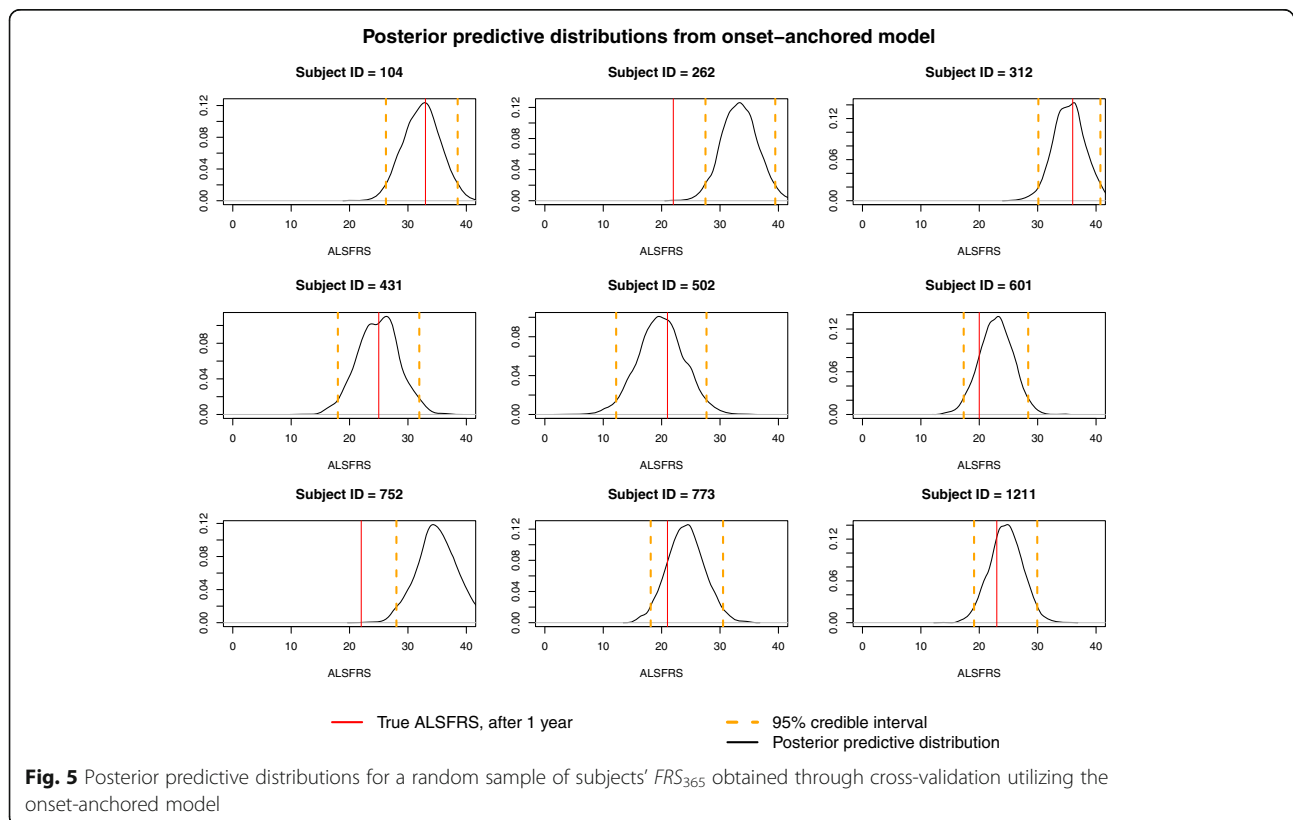 Posterior predictive distributions from onset−anchored model
Subject ID = 104
0.00 0.04 0.08 0.12
0 10 20 30 40
ALSFRS
Subject ID = 262
0.00 0.04 0.08 0.12
0 10 20 30 40
ALSFRS
Subject ID = 312
0.00 0.06 0.12
0 10 20 30 40
ALSFRS
Subject ID = 431
0.00 0.04 0.08
0 10 20 30 40
ALSFRS
Subject ID = 502
0.00 0.04 0.08
0 10 20 30 40
ALSFRS
Subject ID = 601
0.00 0.06 0.12
0 10 20 30 40
ALSFRS
Subject ID = 752
0.00 0.04 0.08 0.12
0 10 20 30 40
ALSFRS
Subject ID = 773
0.00 0.04 0.08 0.12
0 10 20 30 40
ALSFRS
Subject ID = 1211
0.00 0.06 0.12
0 10 20 30 40
ALSFRS
True ALSFRS, after 1 year
95% credible interval
Posterior predictive distribution
Fig. 5 Posterior predictive distributions for a random sample of subjects’ FRS365 obtained through cross-validation utilizing the
onset-anchored model